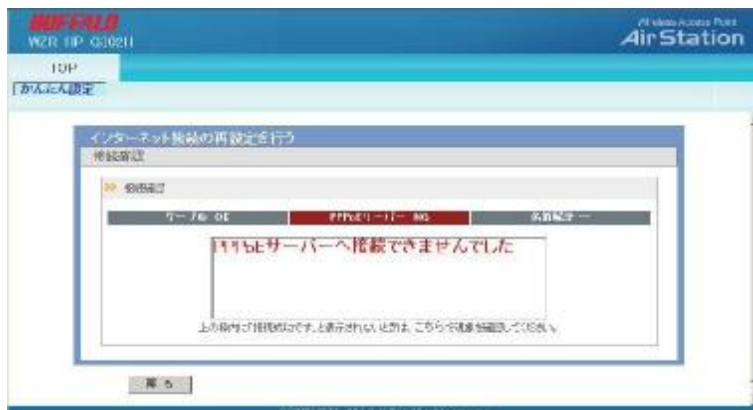 BUFFALO
WZR HP G302H
Wireless Access Point
AirStation
TOP
かんたん設定
インターネット接続の再設定を行う
接続確認
接続確認
ケーブル OK
PPPoEサーバー NG
名前解決 --
PPPoEサーバーへ接続できませんでした
上の枠内に「接続成功です。」と表示されないときは、こちらで現象を確認してください。
戻る